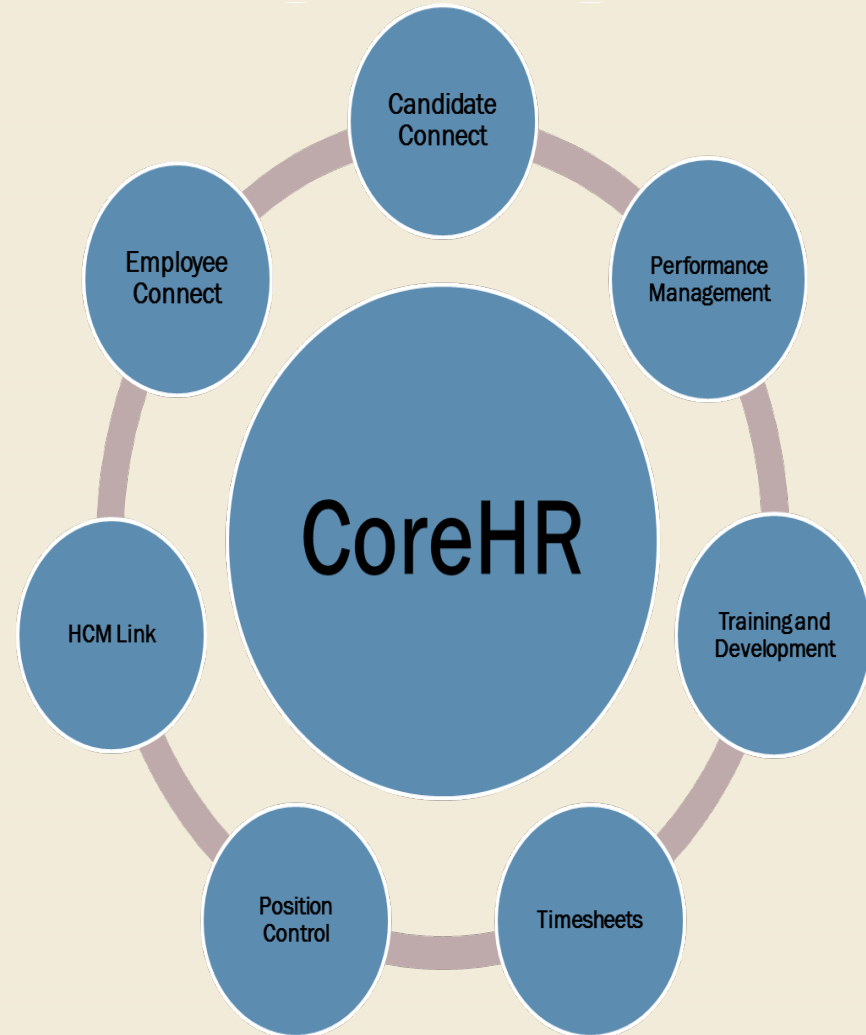 Candidate
Connect
Performance
Management
Training and
Development
Timesheets
Position
Control
HCM Link
Employee
Connect
CoreHR